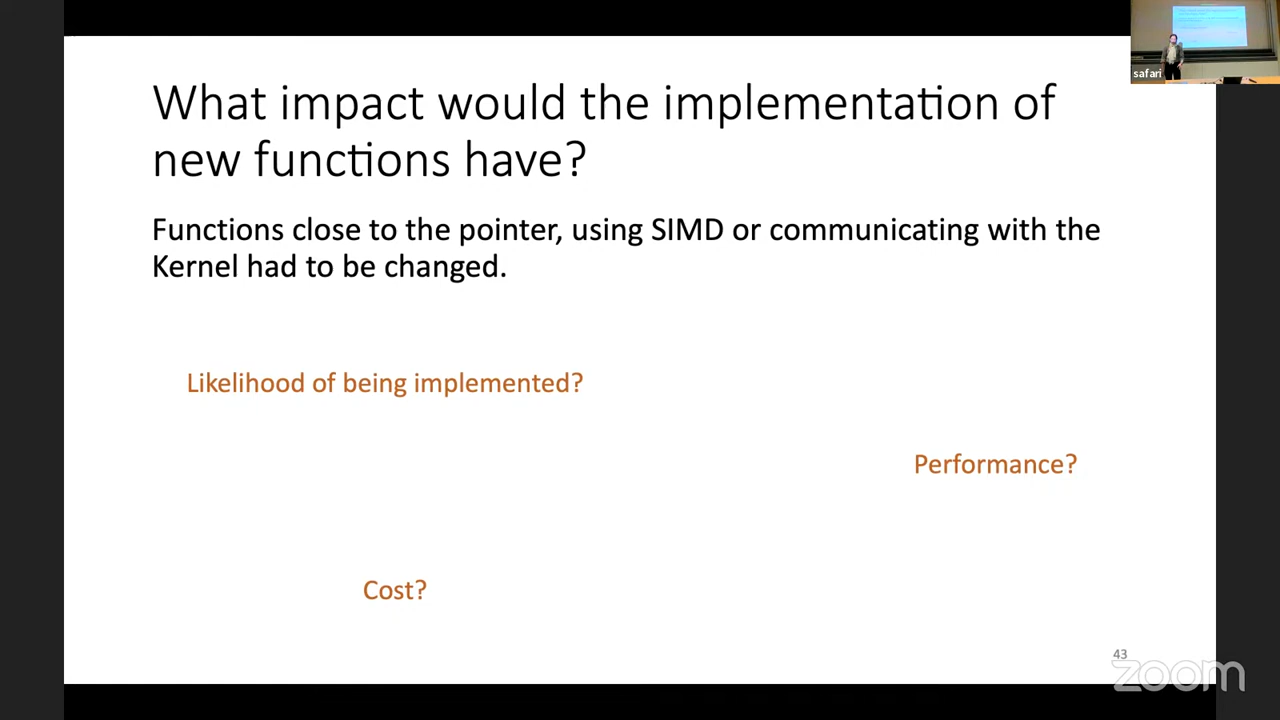 safari
What impact would the implementation of
new functions have?
Functions close to the pointer, using SIMD or communicating with the
Kernel had to be changed.
Likelihood of being implemented?
Performance?
Cost?
43
zoom